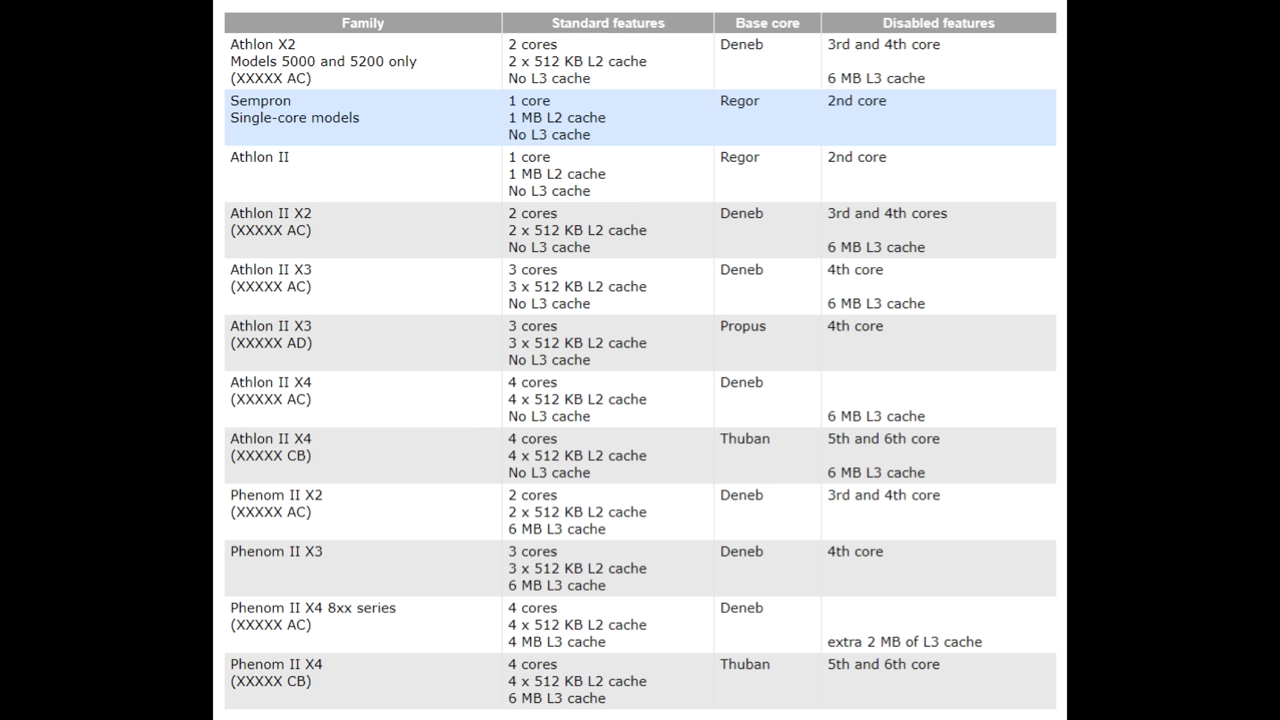 Family Standard features Base core Disabled features
Athlon X2 2 cores Deneb 3rd and 4th core
Models 5000 and 5200 only 2 x 512 KB L2 cache
(XXXXX AC) No L3 cache 6 MB L3 cache
Sempron 1 core Regor 2nd core
Single-core models 1 MB L2 cache
No L3 cache
Athlon II 1 core Regor 2nd core
1 MB L2 cache
No L3 cache
Athlon II X2 2 cores Deneb 3rd and 4th cores
(XXXXX AC) 2 x 512 KB L2 cache
No L3 cache 6 MB L3 cache
Athlon II X3 3 cores Deneb 4th core
(XXXXX AC) 3 x 512 KB L2 cache
No L3 cache 6 MB L3 cache
Athlon II X3 3 cores Propus 4th core
(XXXXX AD) 3 x 512 KB L2 cache
No L3 cache
Athlon II X4 4 cores Deneb
(XXXXX AC) 4 x 512 KB L2 cache
No L3 cache 6 MB L3 cache
Athlon II X4 4 cores Thuban 5th and 6th core
(XXXXX CB) 4 x 512 KB L2 cache
No L3 cache 6 MB L3 cache
Phenom II X2 2 cores Deneb 3rd and 4th core
(XXXXX AC) 2 x 512 KB L2 cache
6 MB L3 cache
Phenom II X3 3 cores Deneb 4th core
3 x 512 KB L2 cache
6 MB L3 cache
Phenom II X4 8xx series 4 cores Deneb
(XXXXX AC) 4 x 512 KB L2 cache
4 MB L3 cache extra 2 MB of L3 cache
Phenom II X4 4 cores Thuban 5th and 6th core
(XXXXX CB) 4 x 512 KB L2 cache
6 MB L3 cache